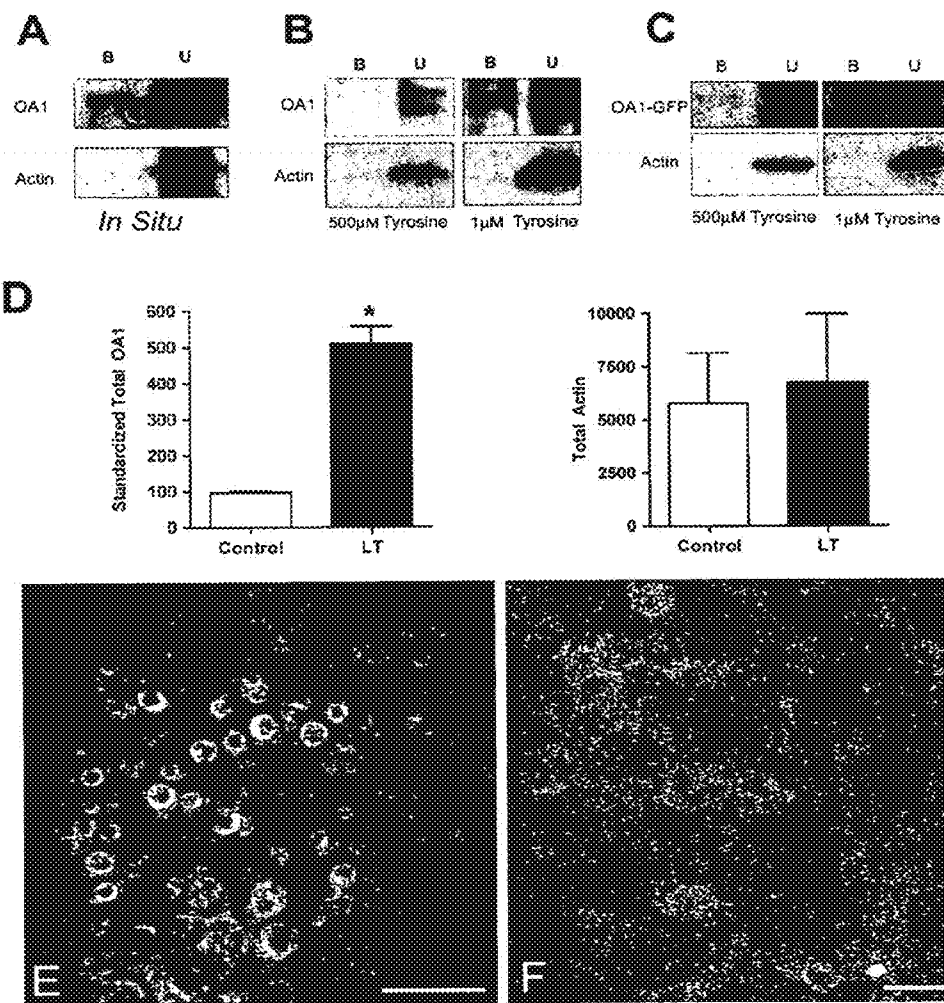 A
B U
OA1
Actin
In Situ
B
B U B U
OA1
Actin
500µM Tyrosine 1µM Tyrosine
C
B U B U
OA1-GFP
Actin
500µM Tyrosine 1µM Tyrosine
D
Standardized Total OA1
600
500
400
300
200
100
0
*
Control LT
Total Actin
10000
7500
5000
2500
0
Control LT
E
F